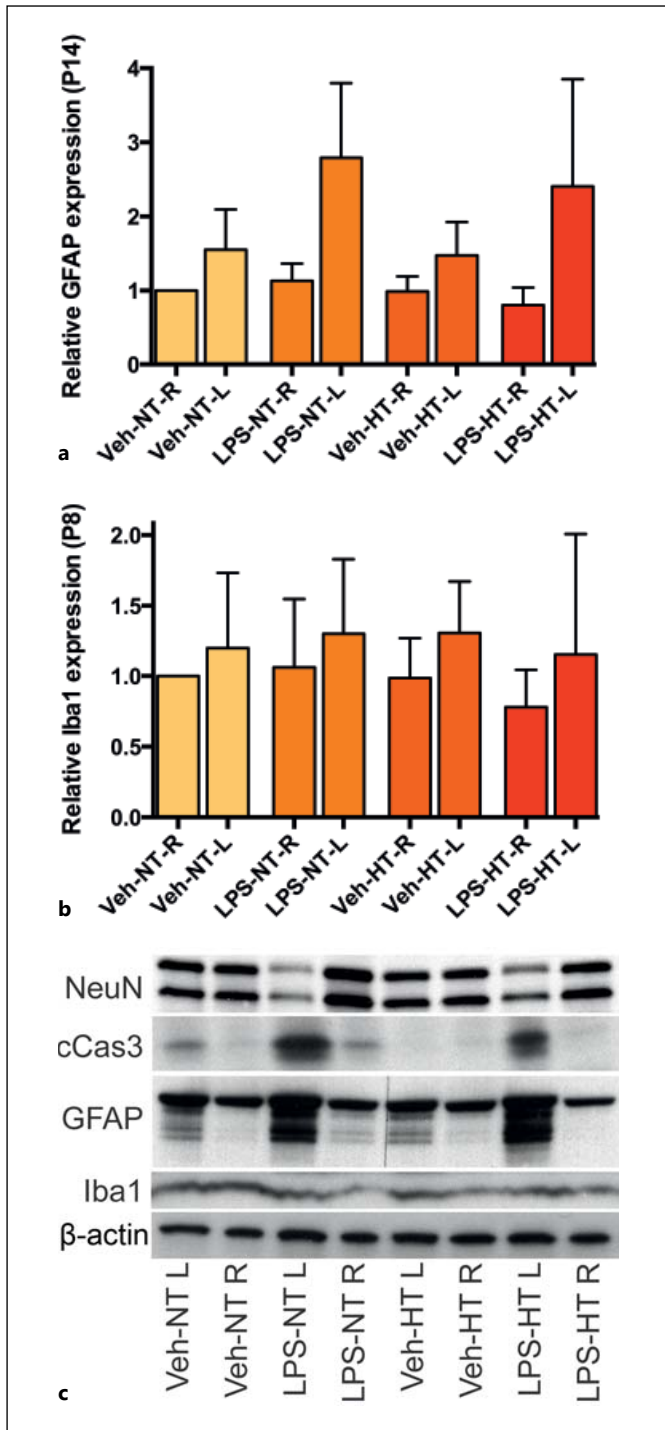 Relative GFAP expression (P14)
4
3
2
1
0
Veh-NT-R
Veh-NT-L
LPS-NT-R
LPS-NT-L
Veh-HT-R
Veh-HT-L
LPS-HT-R
LPS-HT-L
a
Relative Iba1 expression (P8)
2.0
1.5
1.0
0.5
0.0
Veh-NT-R
Veh-NT-L
LPS-NT-R
LPS-NT-L
Veh-HT-R
Veh-HT-L
LPS-HT-R
LPS-HT-L
b
NeuN
cCas3
GFAP
Iba1
β-actin
Veh-NT L
Veh-NT R
LPS-NT L
LPS-NT R
Veh-HT L
Veh-HT R
LPS-HT L
LPS-HT R
c